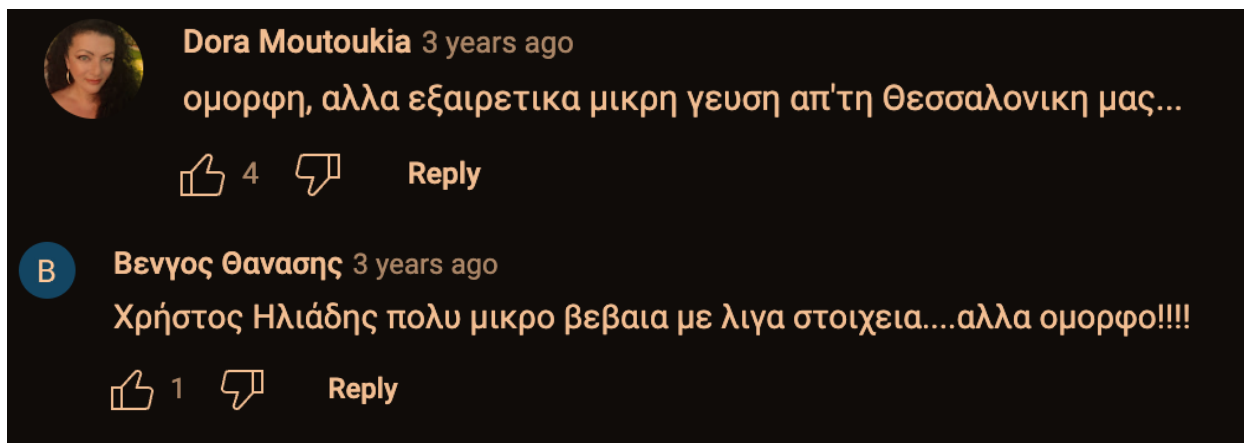 Dora Moutoukia 3 years ago
ομορφη, αλλα εξαιρετικα μικρη γευση απ'τη Θεσσαλονικη μας...
4 Reply
B
Βενγος Θανασης 3 years ago
Χρήστος Ηλιάδης πολυ μικρο βεβαια με λιγα στοιχεια....αλλα ομορφο!!!!
1 Reply